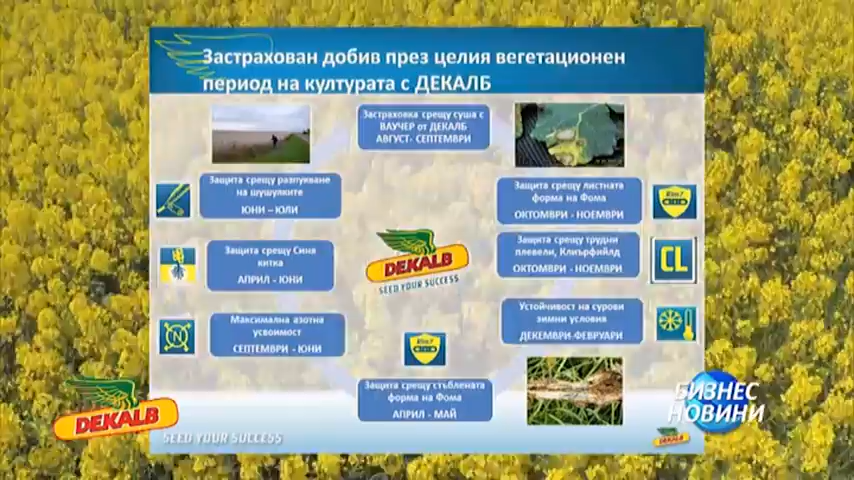 Застрахован добив през целия вегетационен
период на културата с ДЕКАЛБ
Застраховка срещу суша с
ВАУЧЕР от ДЕКАЛБ
АВГУСТ- СЕПТЕМВРИ
Защита срещу разпукване
на шушулките
ЮНИ – ЮЛИ
Защита срещу листната
форма на Фома
ОКТОМВРИ - НОЕМВРИ
Защита срещу Синя
китка
АПРИЛ - ЮНИ
DEKALB
SEED YOUR SUCCESS
Защита срещу трудни
плевели, Клиърфийлд
ОКТОМВРИ - НОЕМВРИ
CL
Максимална азотна
усвоимост
СЕПТЕМВРИ - ЮНИ
N
Устойчивост на сурови
зимни условия
ДЕКЕМВРИ-ФЕВРУАРИ
Защита срещу стъблената
форма на Фома
АПРИЛ - МАЙ
DEKALB
SEED YOUR SUCCESS
DEKALB
БИЗНЕС
НОВИНИ